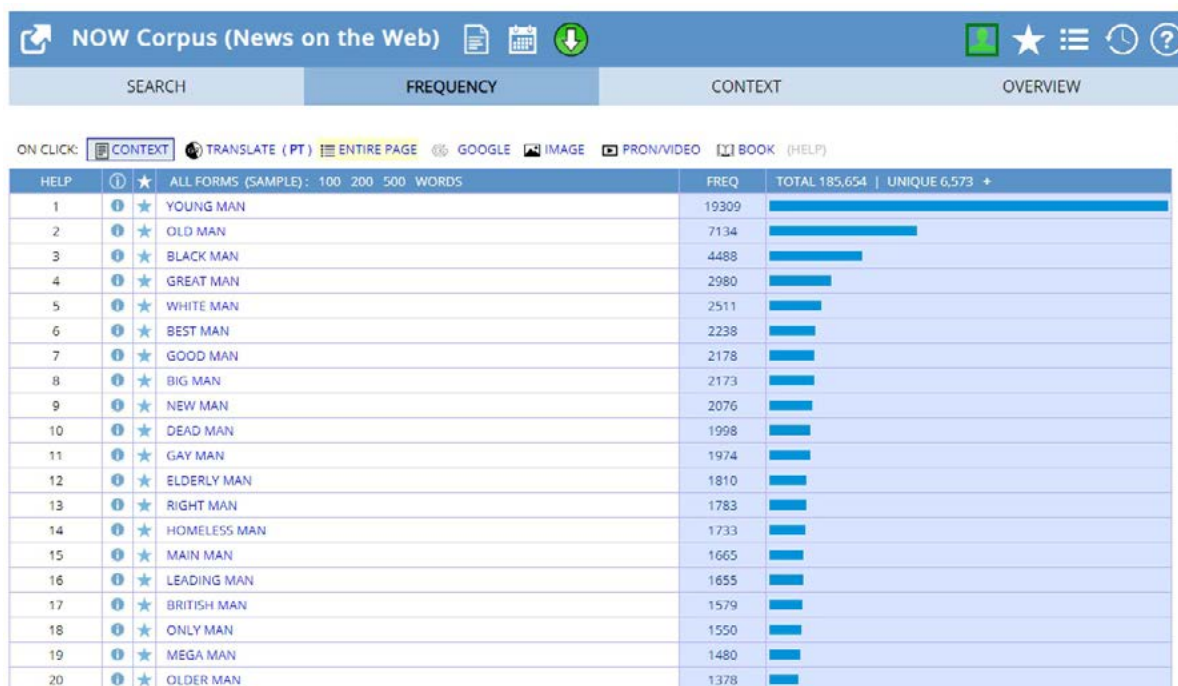 NOW Corpus (News on the Web)
SEARCH FREQUENCY CONTEXT OVERVIEW
ON CLICK: CONTEXT TRANSLATE (PT) ENTIRE PAGE GOOGLE IMAGE PRON/VIDEO BOOK (HELP)
HELP ALL FORMS (SAMPLE): 100 200 500 WORDS FREQ TOTAL 185,654 | UNIQUE 6,573 +
1 YOUNG MAN 19309
2 OLD MAN 7134
3 BLACK MAN 4488
4 GREAT MAN 2980
5 WHITE MAN 2511
6 BEST MAN 2238
7 GOOD MAN 2178
8 BIG MAN 2173
9 NEW MAN 2076
10 DEAD MAN 1998
11 GAY MAN 1974
12 ELDERLY MAN 1810
13 RIGHT MAN 1783
14 HOMELESS MAN 1733
15 MAIN MAN 1665
16 LEADING MAN 1655
17 BRITISH MAN 1579
18 ONLY MAN 1550
19 MEGA MAN 1480
20 OLDER MAN 1378